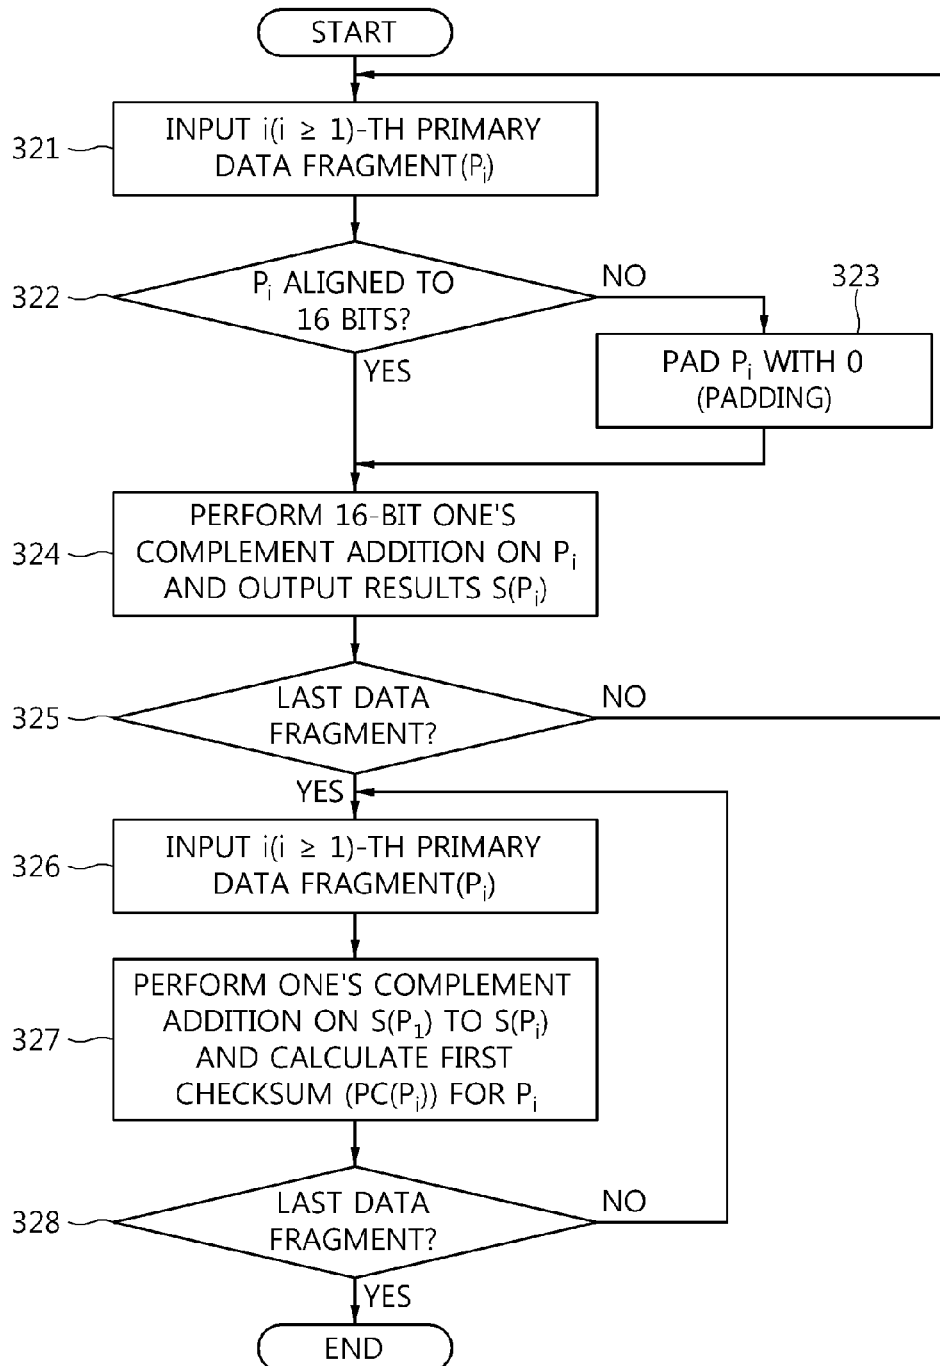 START
INPUT i(i ≥ 1)-TH PRIMARY
DATA FRAGMENT(Pi)
321
Pi ALIGNED TO
16 BITS?
322
NO
323
YES
PAD Pi WITH 0
(PADDING)
PERFORM 16-BIT ONE'S
COMPLEMENT ADDITION ON Pi
AND OUTPUT RESULTS S(Pi)
324
LAST DATA
FRAGMENT?
325
NO
YES
INPUT i(i ≥ 1)-TH PRIMARY
DATA FRAGMENT(Pi)
326
PERFORM ONE'S COMPLEMENT
ADDITION ON S(P1) TO S(Pi)
AND CALCULATE FIRST
CHECKSUM (PC(Pi)) FOR Pi
327
LAST DATA
FRAGMENT?
328
NO
YES
END